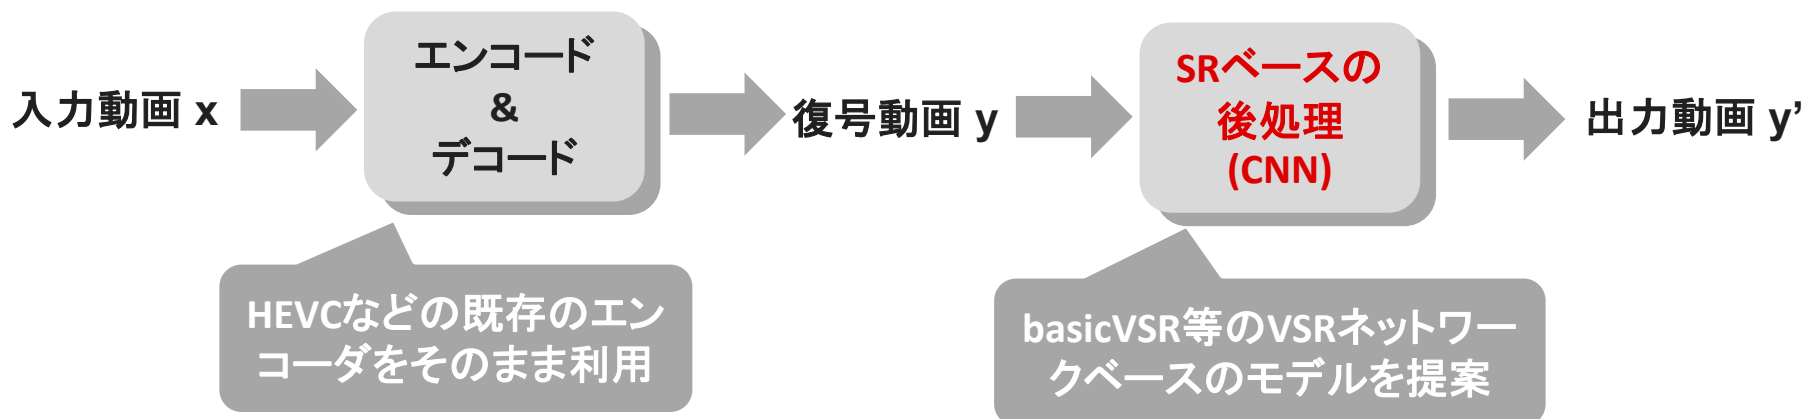 入力動画 x
エンコード
&
デコード
復号動画 y
SRベースの
後処理
(CNN)
出力動画 y’
HEVCなどの既存のエン
コーダをそのまま利用
basicVSR等のVSRネットワー
クベースのモデルを提案